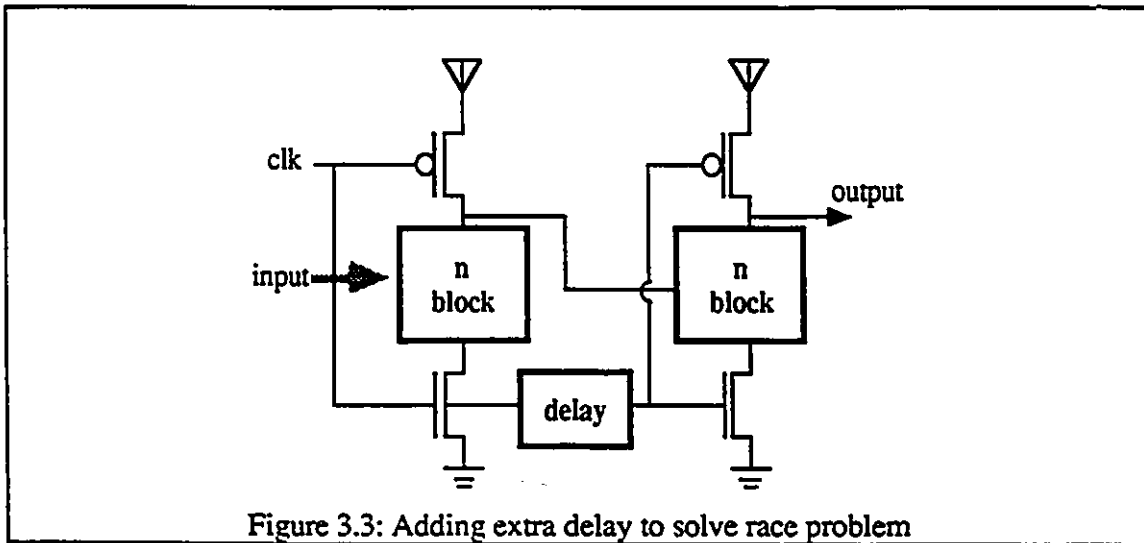 clk
output
input
n
block
n
block
delay
Figure 3.3: Adding extra delay to solve race problem